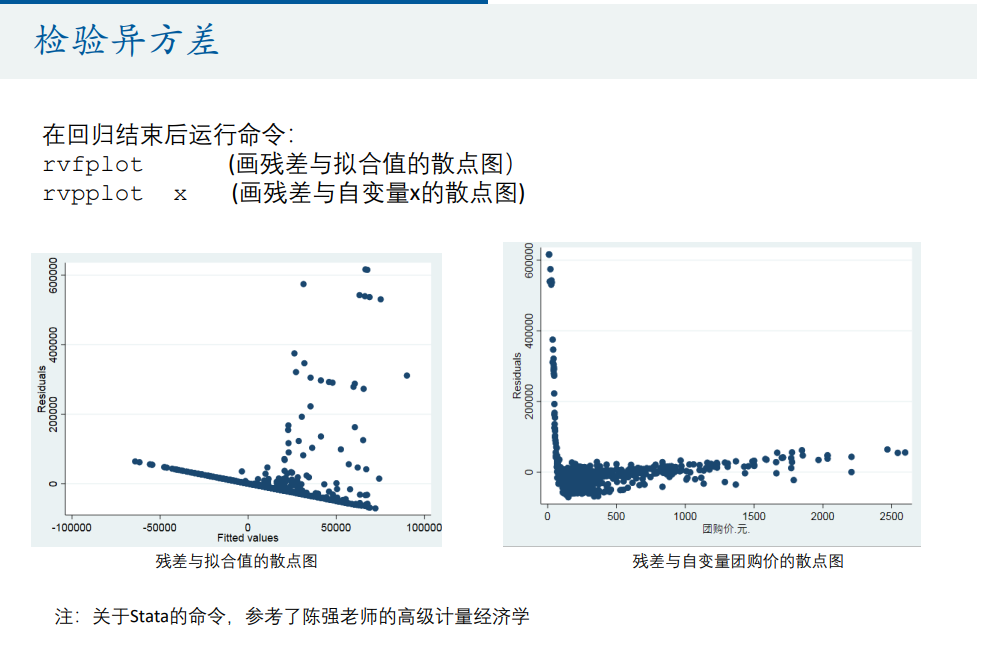 检验异方差
在回归结束后运行命令：
rvfplot (画残差与拟合值的散点图）
rvpplot x (画残差与自变量x的散点图)
600000
400000
200000
0
Residuals
-100000 -50000 0 50000 100000
Fitted values
残差与拟合值的散点图
600000
400000
200000
0
Residuals
0 500 1000 1500 2000 2500
团购价.元.
残差与自变量团购价的散点图
注：关于Stata的命令，参考了陈强老师的高级计量经济学